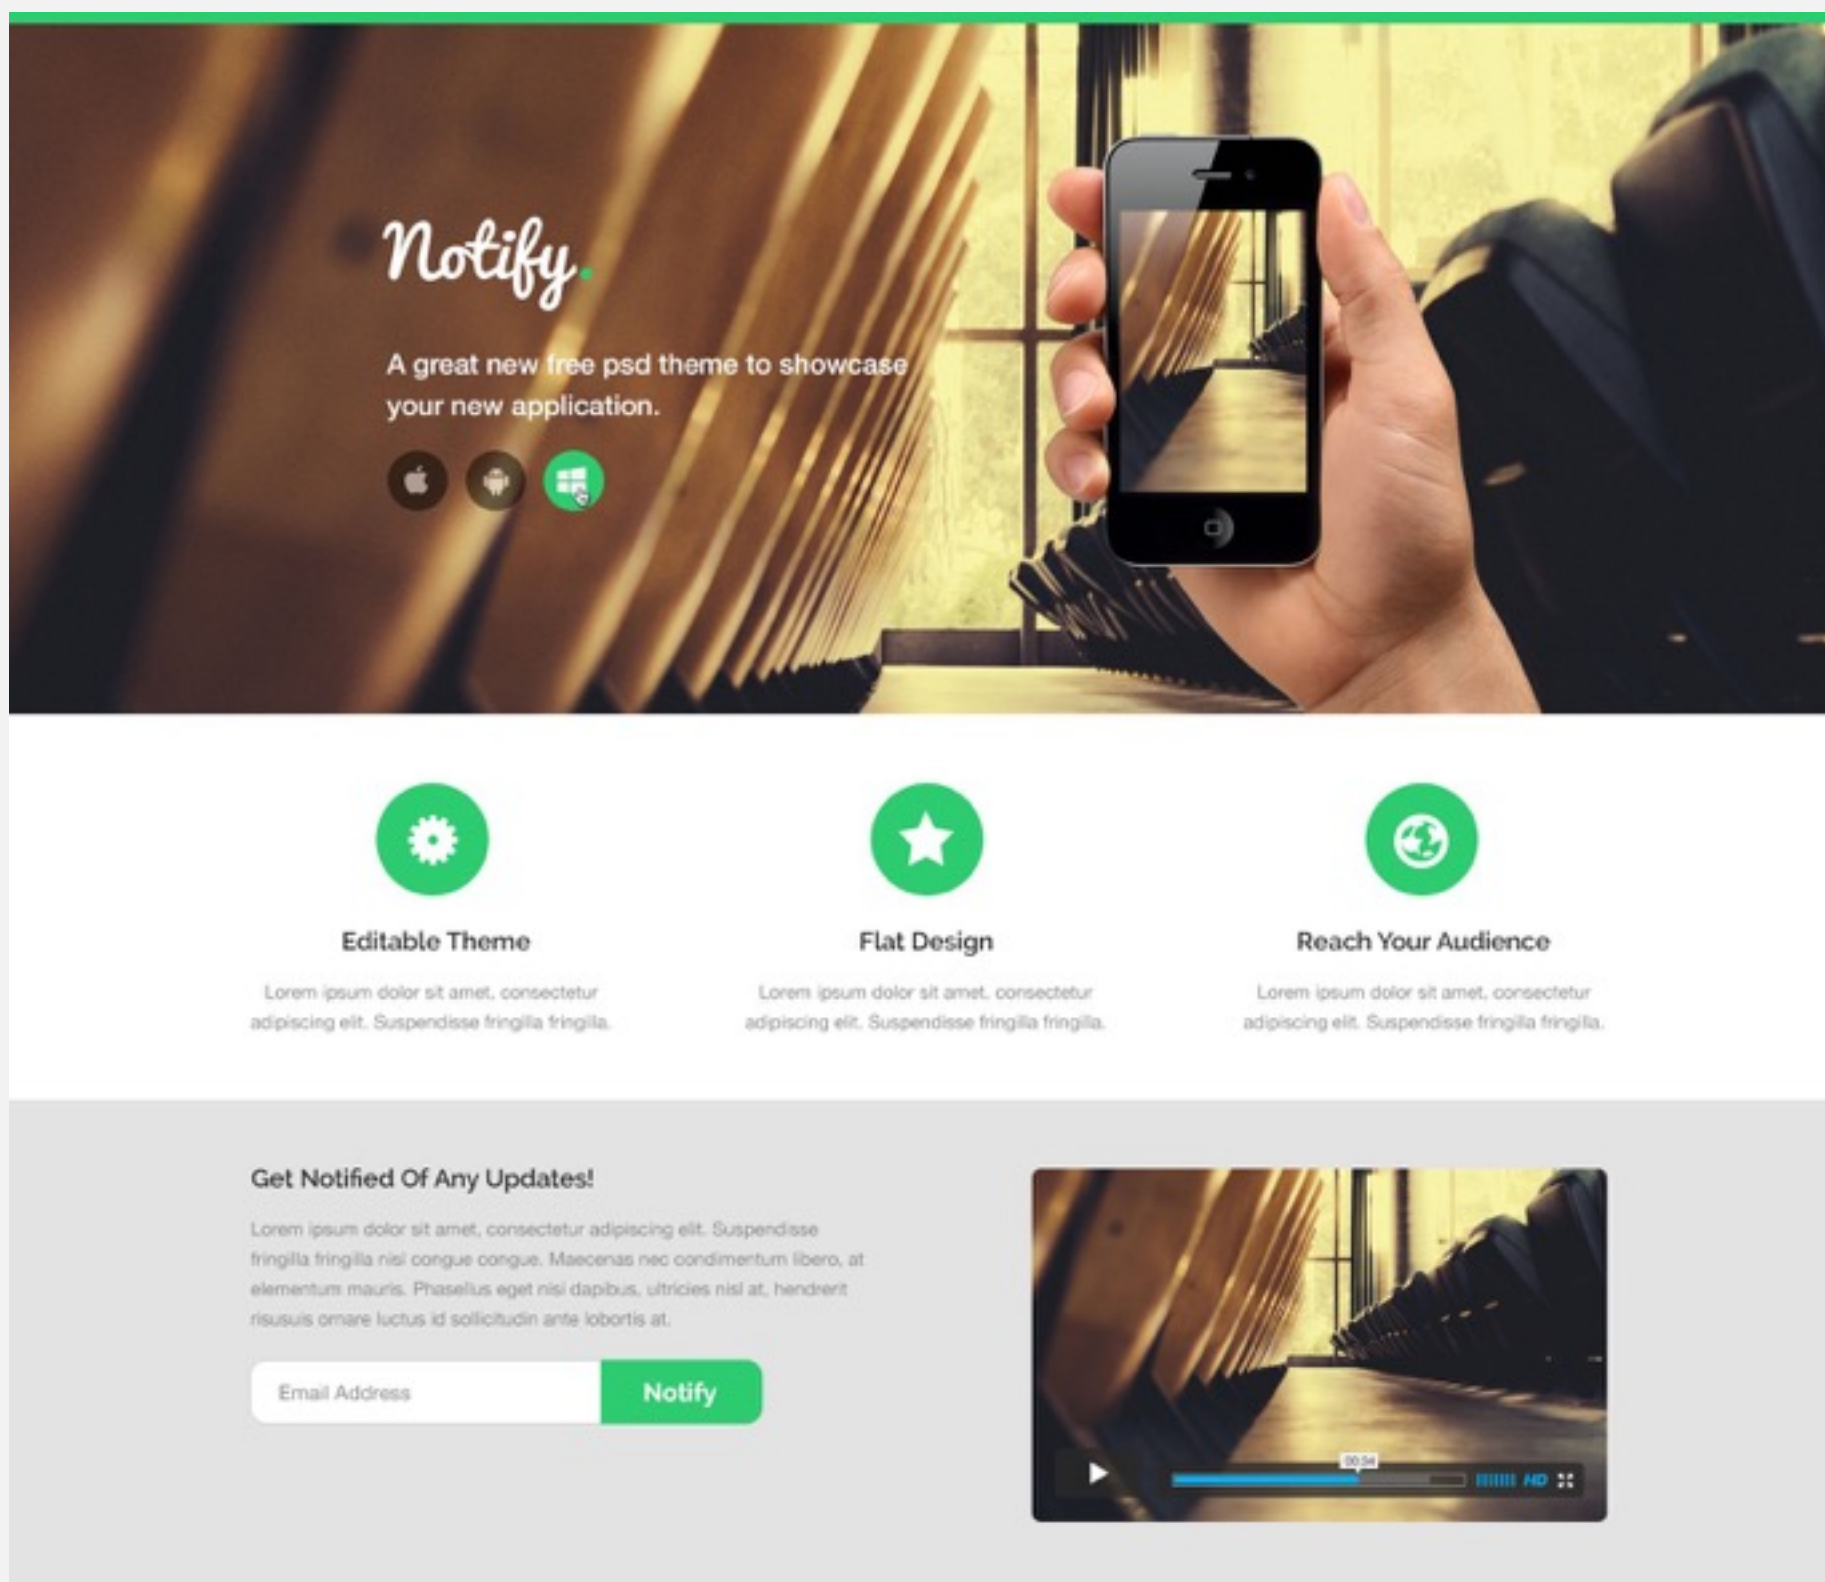 Notify.
A great new free psd theme to showcase
your new application.
Editable Theme
Lorem ipsum dolor sit amet, consectetur
adipiscing elit. Suspendisse fringilla fringilla.
Flat Design
Lorem ipsum dolor sit amet, consectetur
adipiscing elit. Suspendisse fringilla fringilla.
Reach Your Audience
Lorem ipsum dolor sit amet, consectetur
adipiscing elit. Suspendisse fringilla fringilla.
Get Notified Of Any Updates!
Lorem ipsum dolor sit amet, consectetur adipiscing elit. Suspendisse
fringilla fringilla nisi congue congue. Maecenas nec condimentum libero, at
elementum mauris. Phasellus eget nisi dapibus, ultricies nisl at, hendrerit
risusuis ornare luctus id sollicitudin ante lobortis at.
Email Address
Notify
00:34
HD